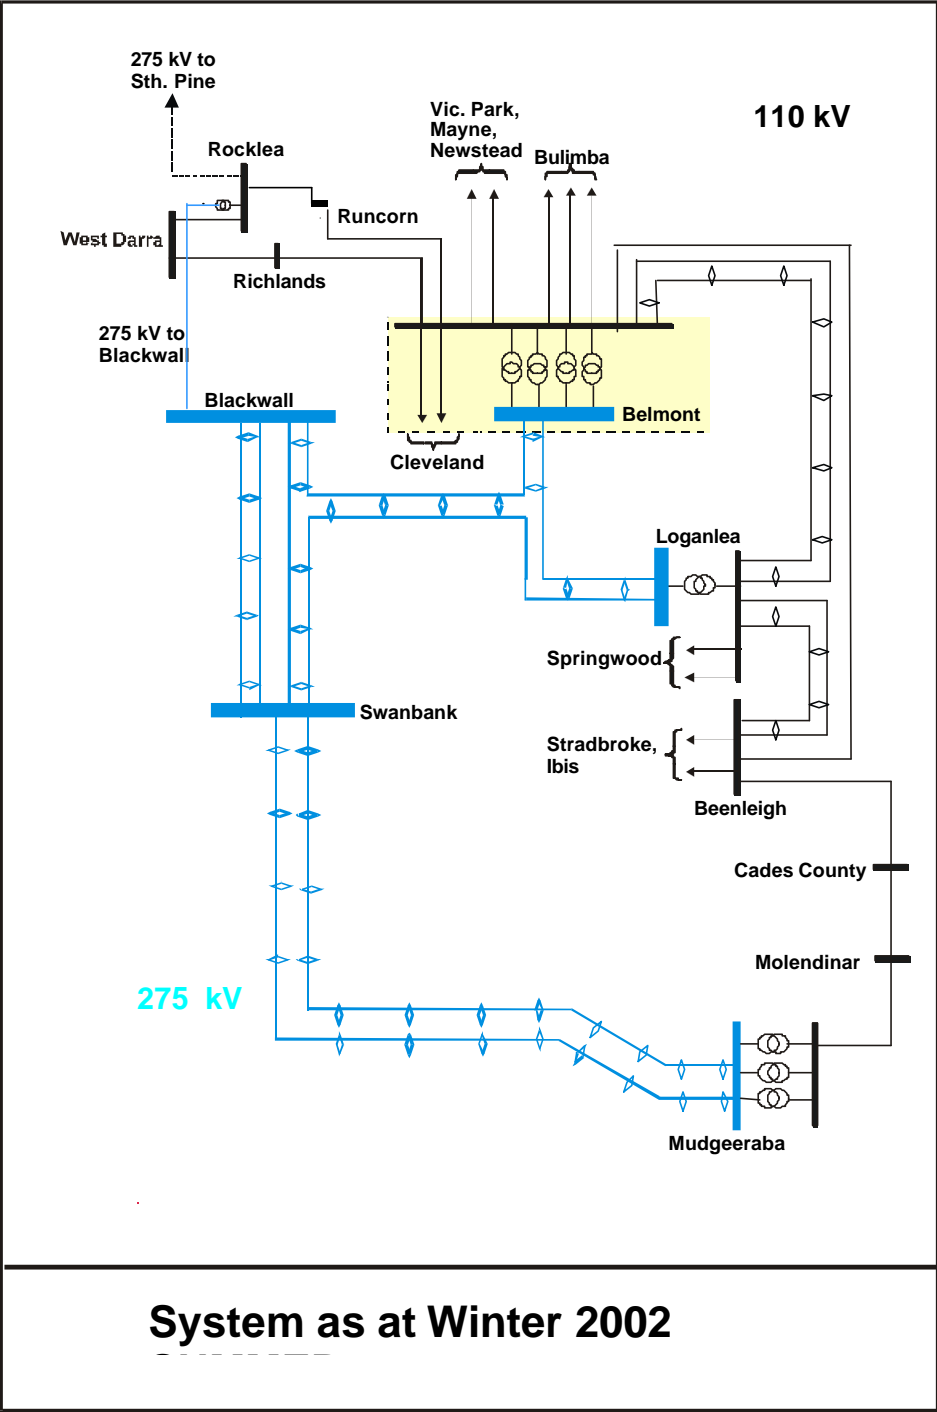 275 kV to
Sth. Pine
Vic. Park,
Mayne,
Newstead
110 kV
Rocklea
Bulimba
Runcorn
West Darra
Richlands
275 kV to
Blackwall
Blackwall
Belmont
Cleveland
Loganlea
Springwood
Swanbank
Stradbroke,
Ibis
Beenleigh
Cades County
Molendinar
275 kV
Mudgeeraba
System as at Winter 2002